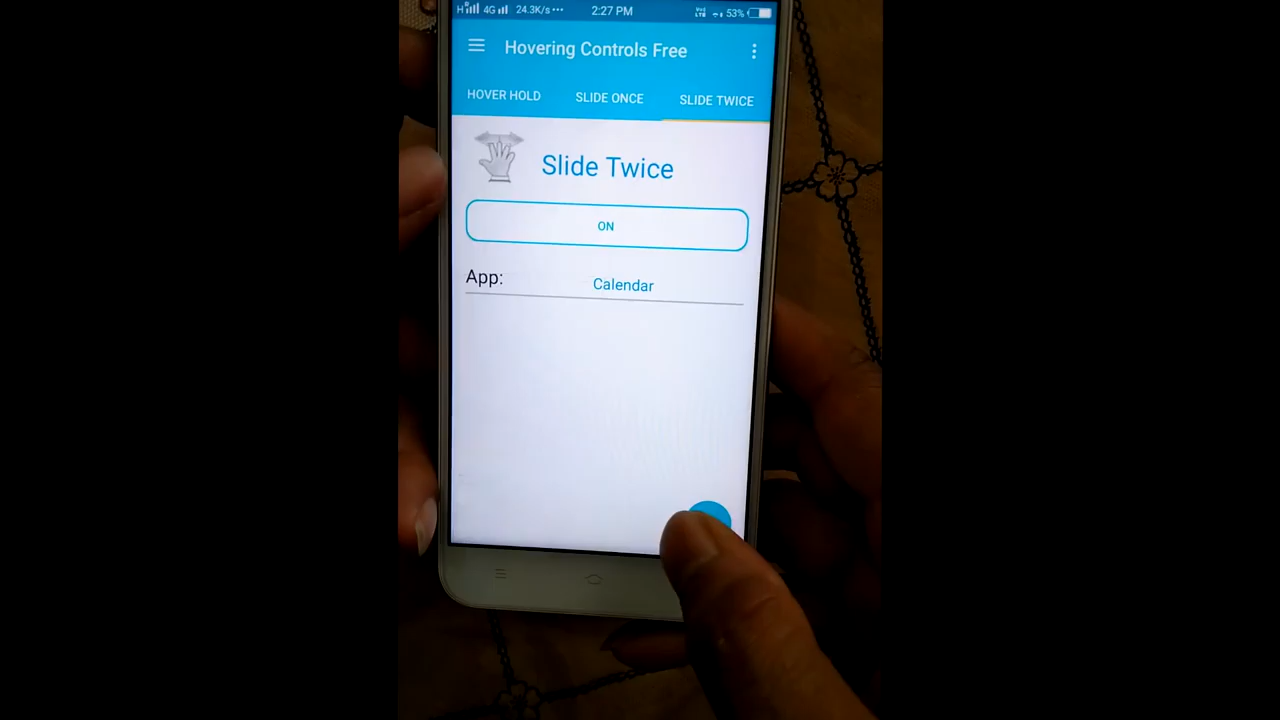 H 4G 24.3K/s ··· 2:27 PM VoLTE 53%
Hovering Controls Free
HOVER HOLD SLIDE ONCE SLIDE TWICE
Slide Twice
ON
App: Calendar